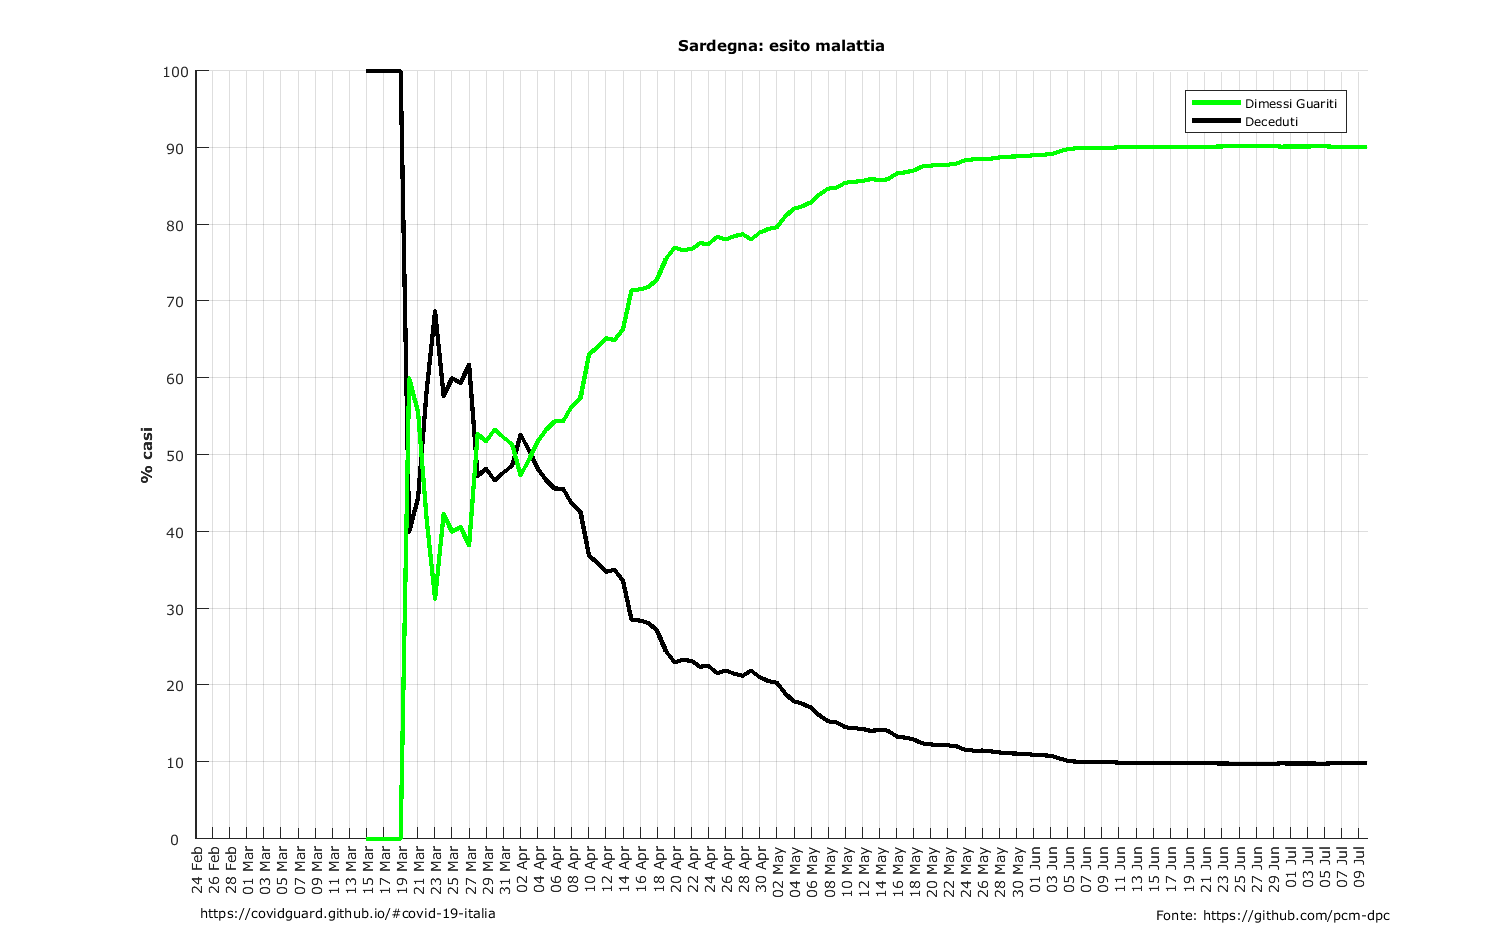 Sardegna: esito malattia
% casi
100
90
80
70
60
50
40
30
20
10
0
Dimessi Guariti
Deceduti
24 Feb
26 Feb
28 Feb
01 Mar
03 Mar
05 Mar
07 Mar
09 Mar
11 Mar
13 Mar
15 Mar
17 Mar
19 Mar
21 Mar
23 Mar
25 Mar
27 Mar
29 Mar
31 Mar
02 Apr
04 Apr
06 Apr
08 Apr
10 Apr
12 Apr
14 Apr
16 Apr
18 Apr
20 Apr
22 Apr
24 Apr
26 Apr
28 Apr
30 Apr
02 May
04 May
06 May
08 May
10 May
12 May
14 May
16 May
18 May
20 May
22 May
24 May
26 May
28 May
30 May
01 Jun
03 Jun
05 Jun
07 Jun
09 Jun
11 Jun
13 Jun
15 Jun
17 Jun
19 Jun
21 Jun
23 Jun
25 Jun
27 Jun
29 Jun
01 Jul
03 Jul
05 Jul
07 Jul
09 Jul
https://covidguard.github.io/#covid-19-italia
Fonte: https://github.com/pcm-dpc